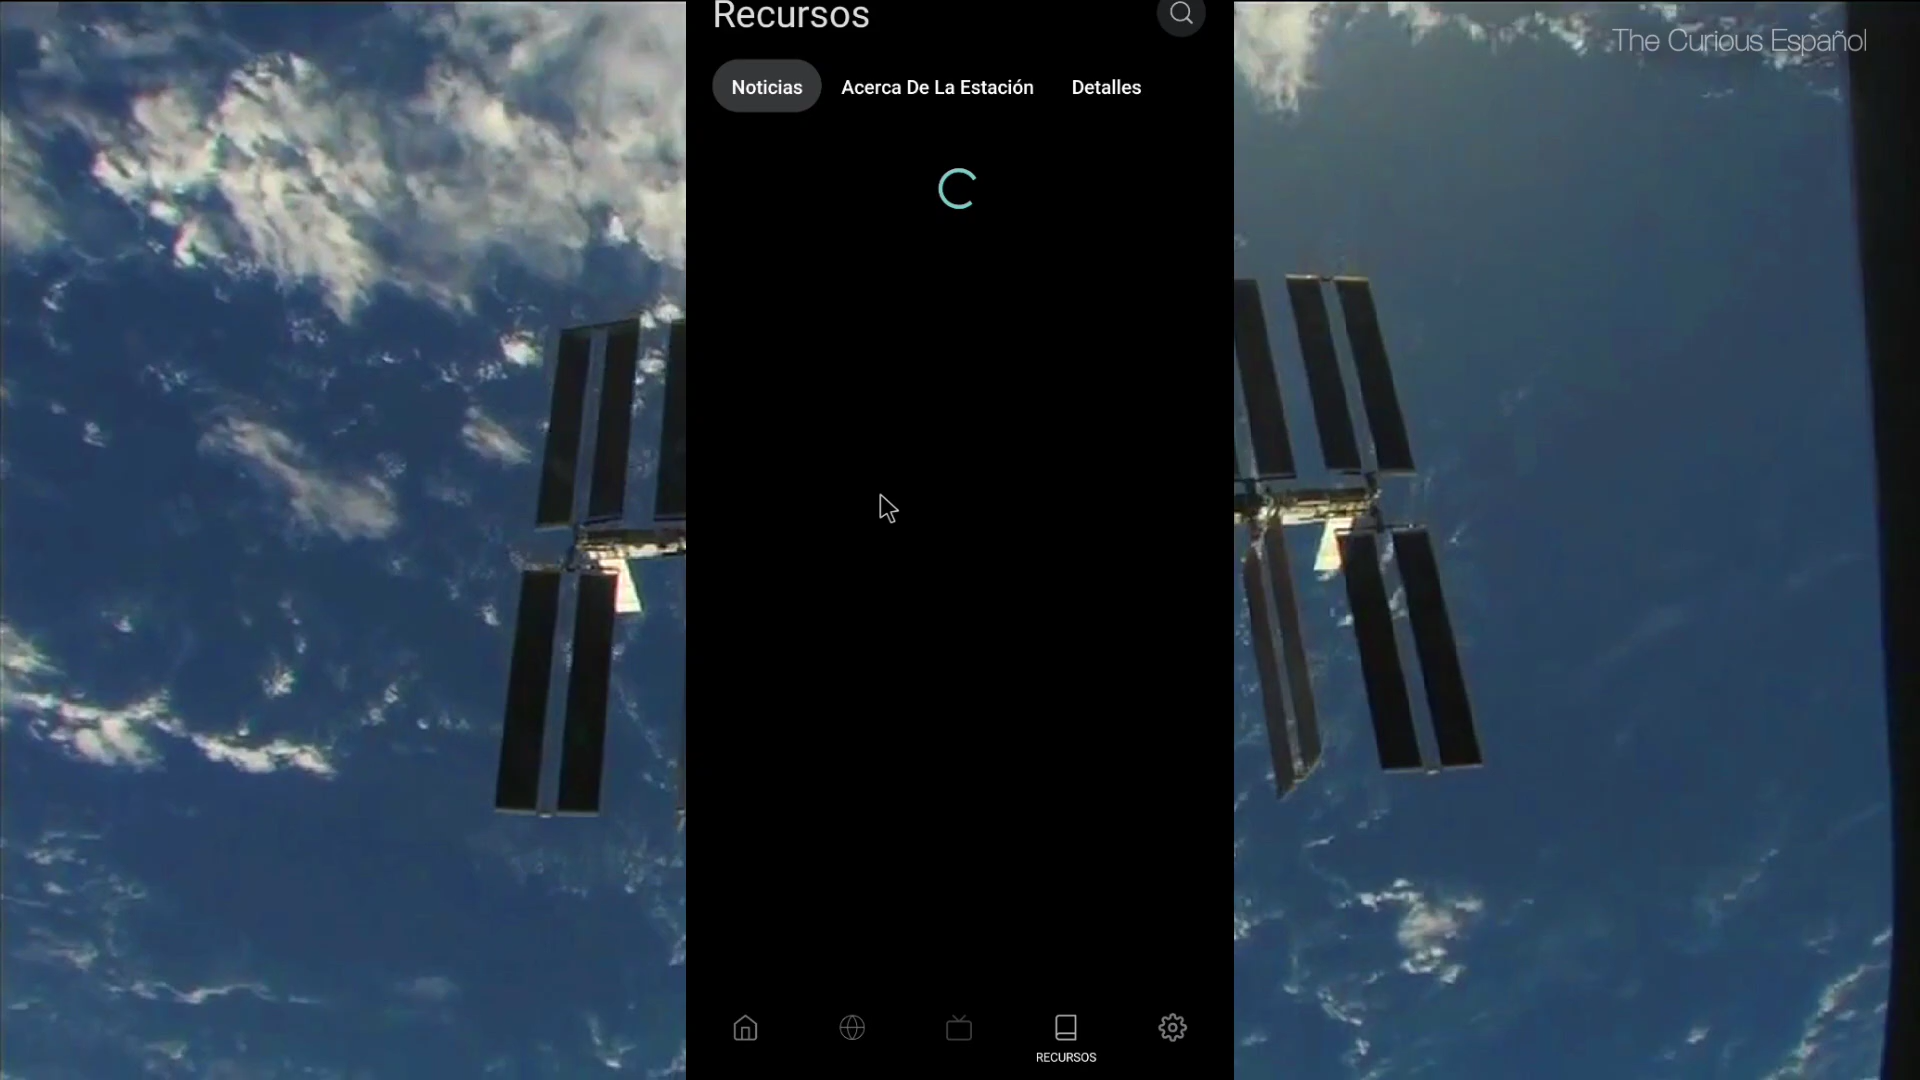 Recursos
The Curious Español
Noticias
Acerca De La Estación
Detalles
RECURSOS